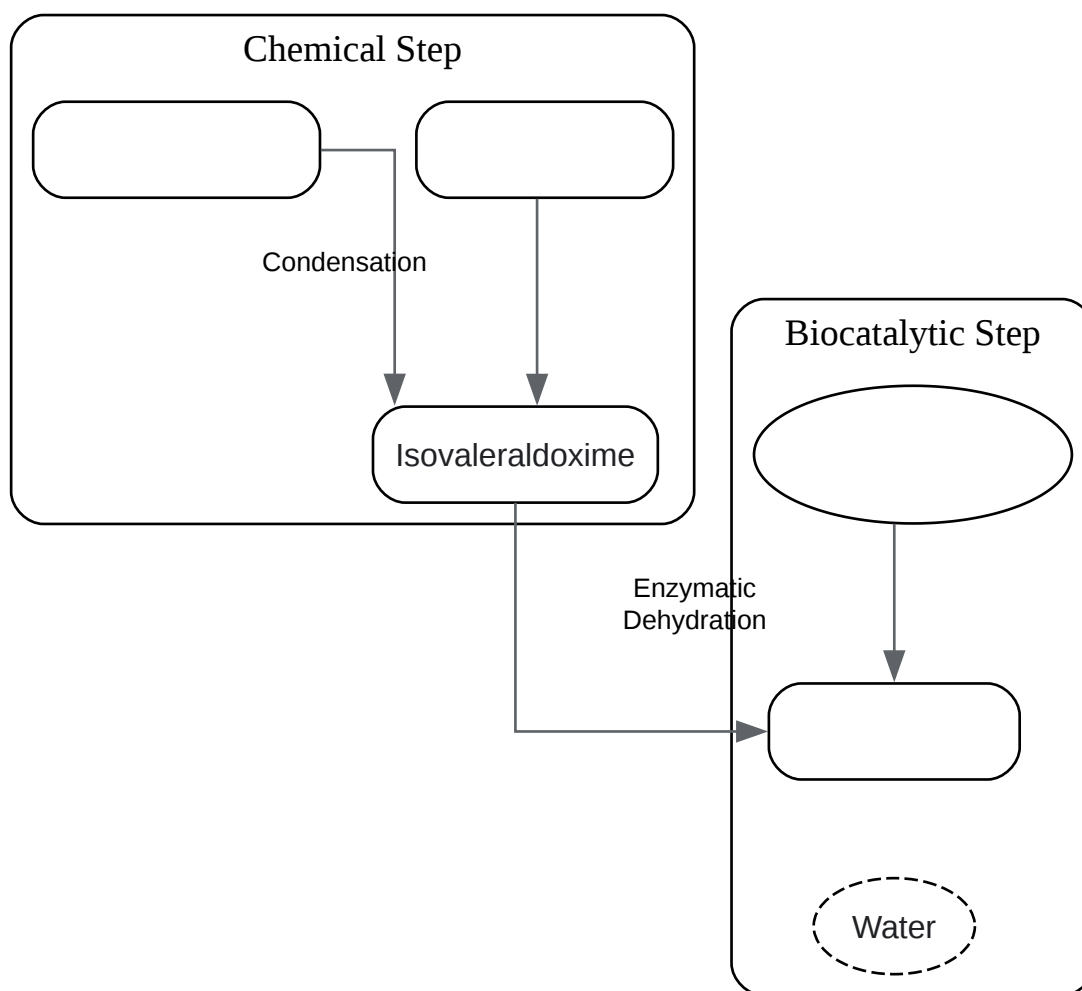 Chemical Step
Condensation
Isovaleraldoxime
Biocatalytic Step
Enzymatic
Dehydration
Water